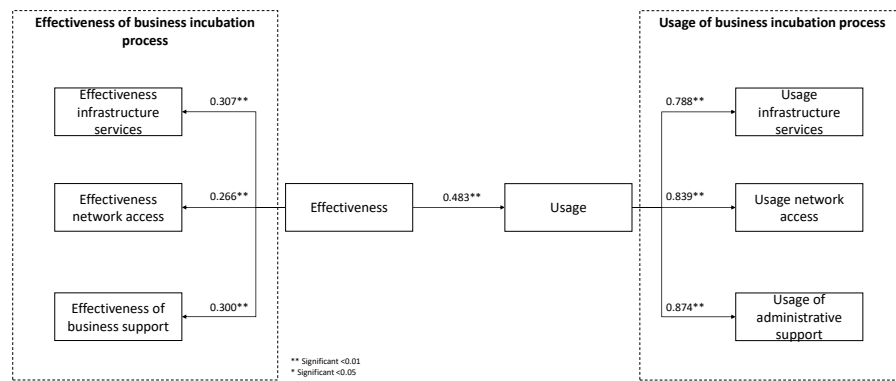 Effectiveness of business incubation
process
Usage of business incubation process
Effectiveness
infrastructure
services
0.307**
0.788**
Usage
infrastructure
services
Effectiveness
network access
0.266**
Effectiveness
0.483**
Usage
0.839**
Usage network
access
Effectiveness of
business support
0.300**
0.874**
Usage of
administrative
support
** Significant <0.01
* Significant <0.05